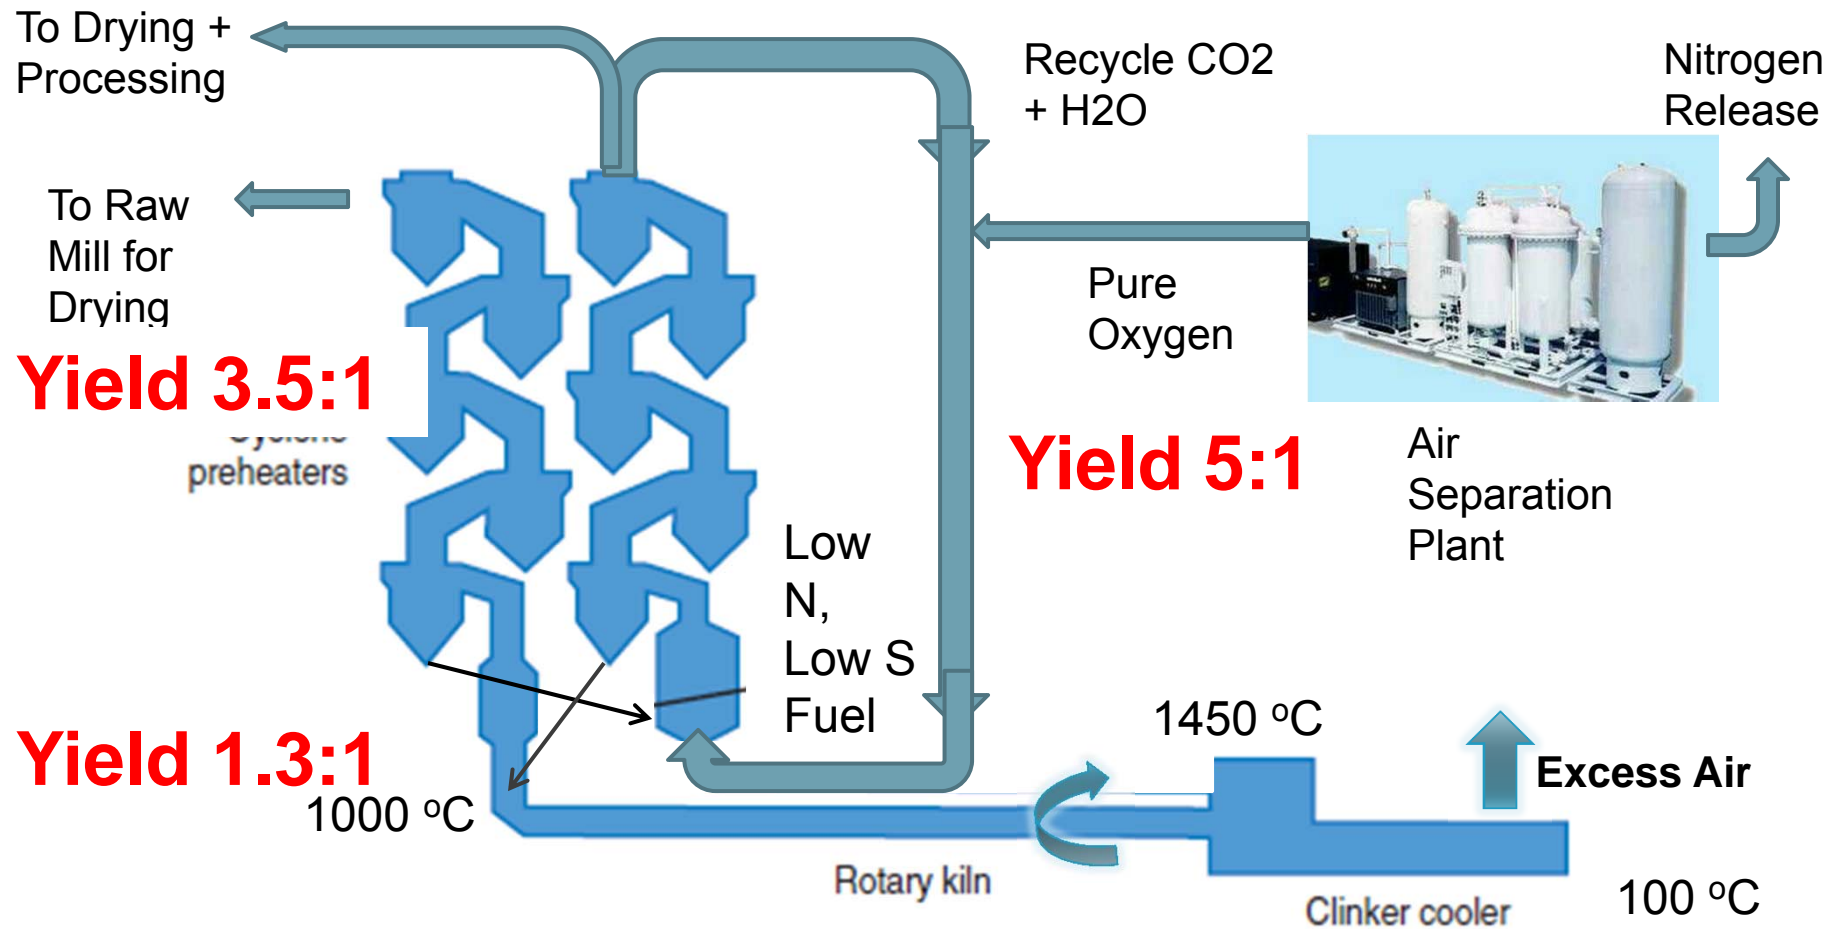 To Drying +
Processing
Recycle CO2
+ H2O
Nitrogen
Release
To Raw
Mill for
Drying
Pure
Oxygen
Yield 3.5:1
Cyclone
preheaters
Yield 5:1
Air
Separation
Plant
Low
N,
Low S
Fuel
Yield 1.3:1
1000 ºC
1450 ºC
Excess Air
Rotary kiln
Clinker cooler
100 ºC